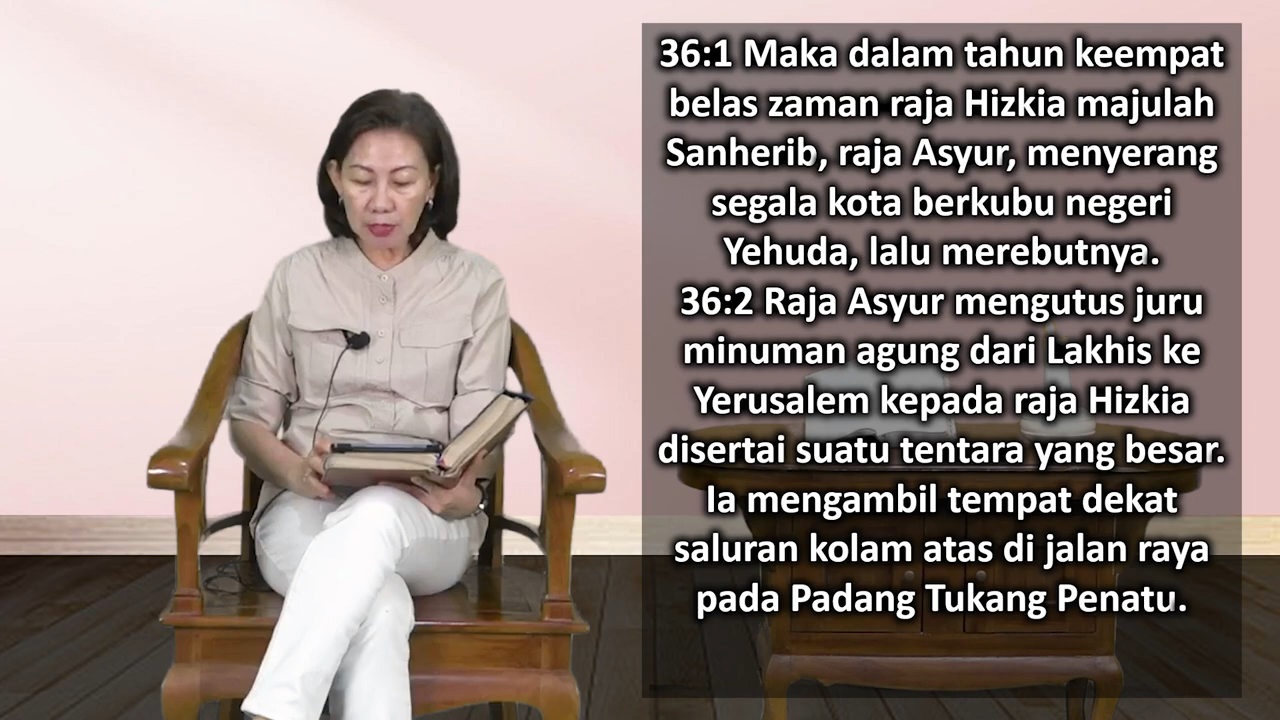 36:1 Maka dalam tahun keempat
belas zaman raja Hizkia majulah
Sanherib, raja Asyur, menyerang
segala kota berkubu negeri
Yehuda, lalu merebutnya.
36:2 Raja Asyur mengutus juru
minuman agung dari Lakhis ke
Yerusalem kepada raja Hizkia
disertai suatu tentara yang besar.
Ia mengambil tempat dekat
saluran kolam atas di jalan raya
pada Padang Tukang Penatu.